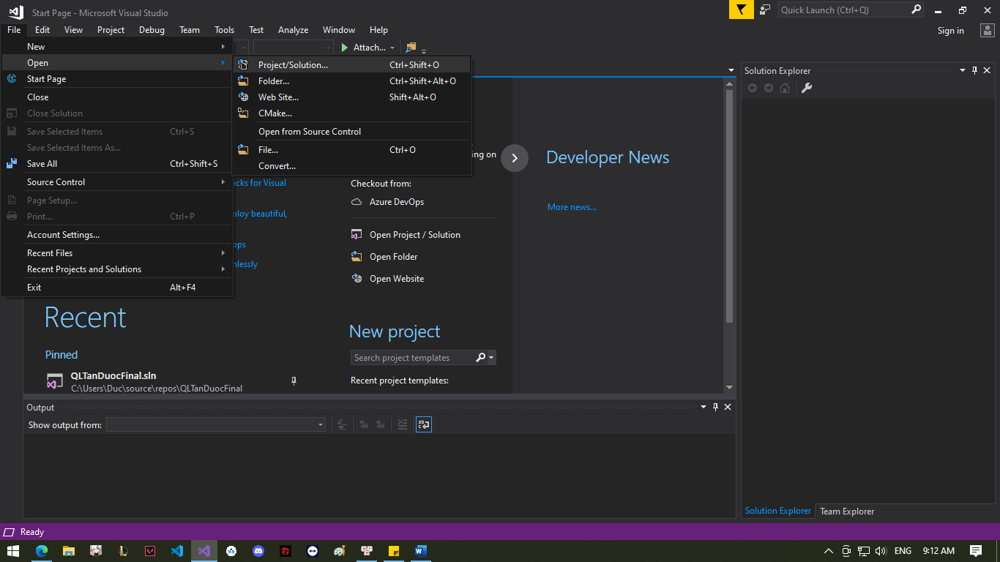 Start Page - Microsoft Visual Studio
Quick Launch (Ctrl+Q)
File Edit View Project Debug Team Tools Test Analyze Window Help
Sign in
Attach...
New
Open
Start Page
Close
Close Solution
Save Selected Items Ctrl+S
Save Selected Items As...
Save All Ctrl+Shift+S
Source Control
Page Setup...
Print... Ctrl+P
Account Settings...
Recent Files
Recent Projects and Solutions
Exit Alt+F4
Project/Solution... Ctrl+Shift+O
Folder... Ctrl+Shift+Alt+O
Web Site... Shift+Alt+O
CMake...
Open from Source Control
File... Ctrl+O
Convert...
icks for Visual
ploy beautiful,
ops
nlessly
Recent
Pinned
QLTanDuocFinal.sln
C:\Users\Duc\source\repos\QLTanDuocFinal
ing on
Checkout from:
Azure DevOps
Open Project / Solution
Open Folder
Open Website
New project
Search project templates
Recent project templates:
Developer News
More news...
Solution Explorer
Output
Show output from:
Solution Explorer Team Explorer
Ready
ENG 9:12 AM